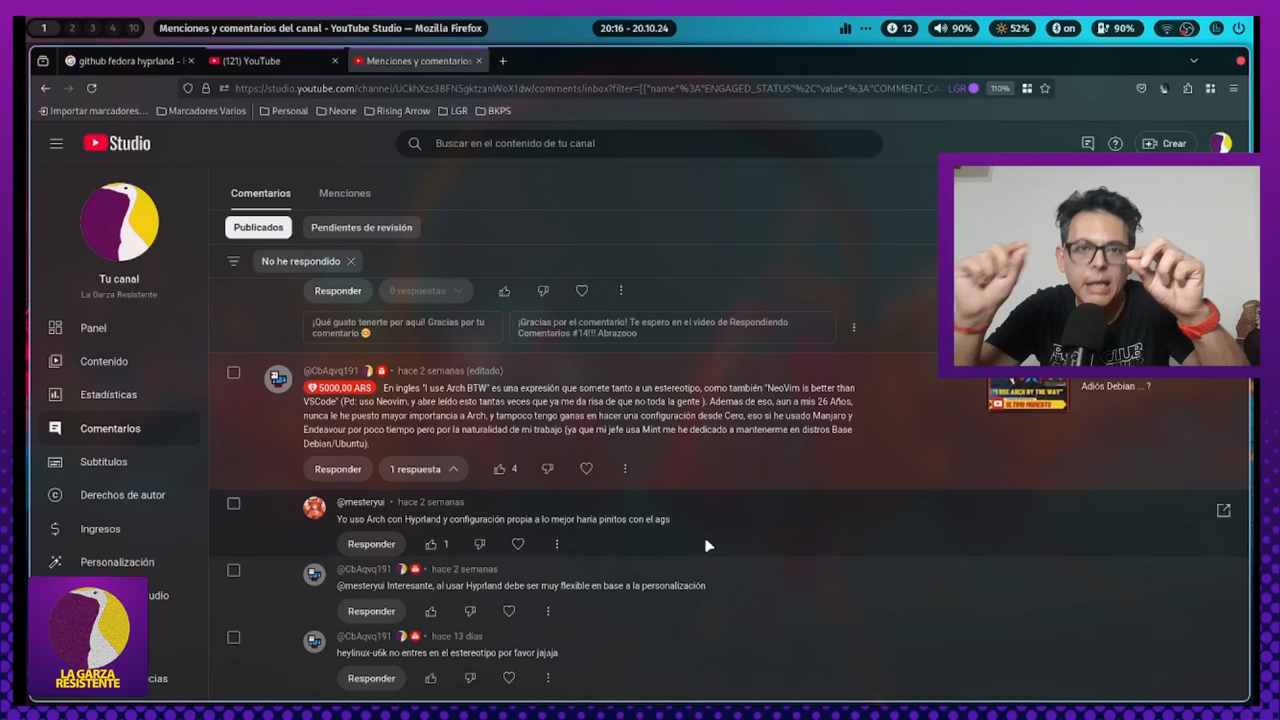 1 2 3 4 10 Menciones y comentarios del canal - YouTube Studio — Mozilla Firefox 20:16 - 20.10.24 12 90% 52% on 90%
github fedora hyprland - (121) YouTube Menciones y comentarios
https://studio.youtube.com/channel/UCkhXzs38FN5gktzanWoX1dw/comments/inbox?filter=[{"name"%3A"ENGAGED_STATUS"%2C"value"%3A"COMMENT_CA LGR 110%
Importar marcadores... Marcadores Varios Personal Neone Rising Arrow LGR BKPS
Studio Buscar en el contenido de tu canal Crear
Comentarios Menciones
Publicados Pendientes de revisión
No he respondido
Tu canal
La Garza Resistente
Responder 0 respuestas
¡Qué gusto tenerte por aqui! Gracias por tu
comentario
¡Gracias por el comentario! Te espero en el video de Respondiendo
Comentarios #14!!! Abrazooo
Panel
Contenido
Estadísticas
Comentarios
Subtítulos
Derechos de autor
Ingresos
Personalización
LA GARZA
RESISTENTE
@CbAqvq191 hace 2 semanas (editado)
5000,00 ARS En ingles "I use Arch BTW" es una expresión que somete tanto a un estereotipo, como también "NeoVim is better than
VSCode" (Pd: uso Neovim, y abre leído esto tantas veces que ya me da risa de que no toda la gente ). Ademas de eso, aun a mis 26 Años,
nunca le he puesto mayor importancia a Arch, y tampoco tengo ganas en hacer una configuración desde Cero, eso si he usado Manjaro y
Endeavour por poco tiempo pero por la naturalidad de mi trabajo (ya que mi jefe usa Mint me he dedicado a mantenerme en distros Base
Debian/Ubuntu).
Responder 1 respuesta 4
Adiós Debian ... ?
@mesteryui • hace 2 semanas
Yo uso Arch con Hyprland y configuración propia a lo mejor haría pinitos con el ags
Responder 1
@CbAqvq191 • hace 2 semanas
@mesteryui Interesante, al usar Hyprland debe ser muy flexible en base a la personalización
Responder
@CbAqvq191 • hace 13 días
heylinux-u6k no entres en el estereotipo por favor jajaja
Responder